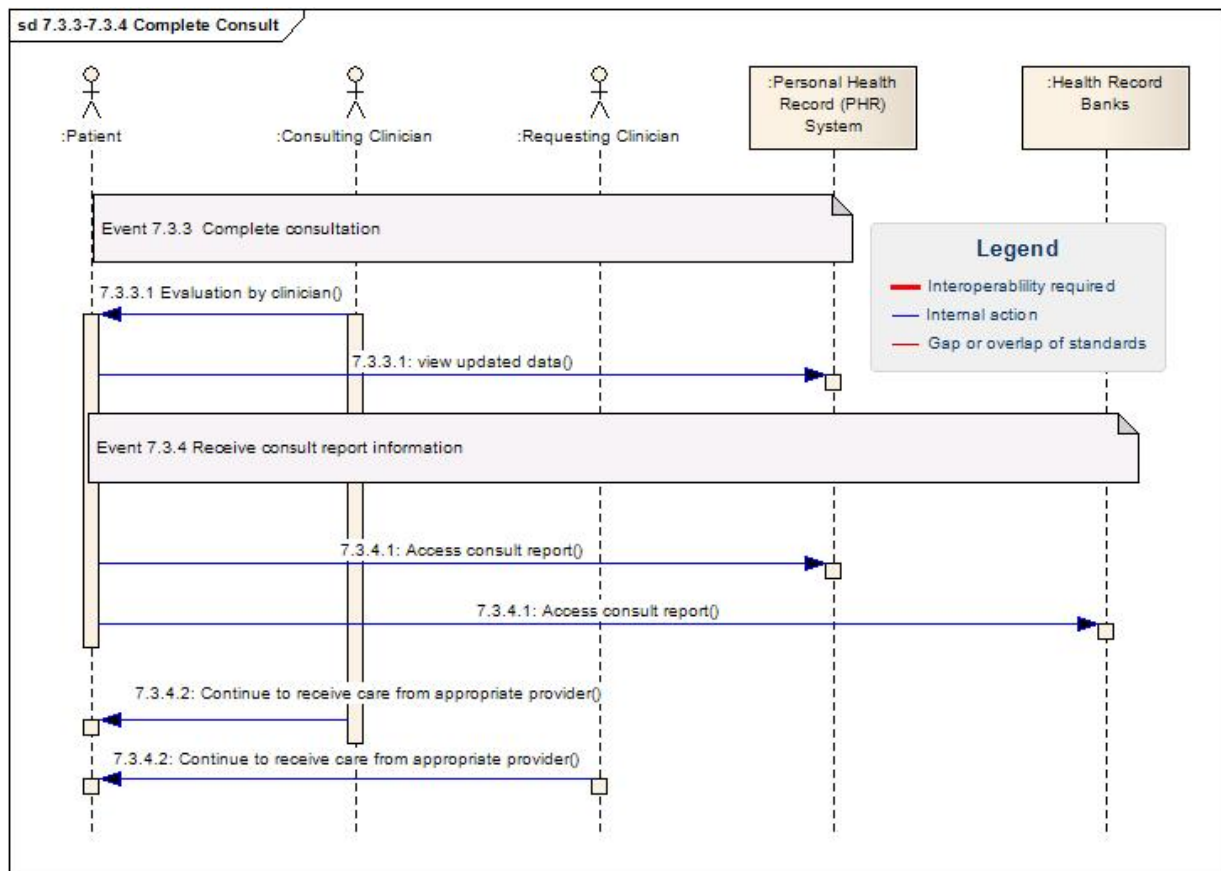 sd 7.3.3-7.3.4 Complete Consult
:Patient
:Consulting Clinician
:Requesting Clinician
:Personal Health
Record (PHR)
System
:Health Record
Banks
Event 7.3.3 Complete consultation
Legend
Interoperablility required
Internal action
Gap or overlap of standards
7.3.3.1 Evaluation by clinician()
7.3.3.1: view updated data()
Event 7.3.4 Receive consult report information
7.3.4.1: Access consult report()
7.3.4.1: Access consult report()
7.3.4.2: Continue to receive care from appropriate provider()
7.3.4.2: Continue to receive care from appropriate provider()